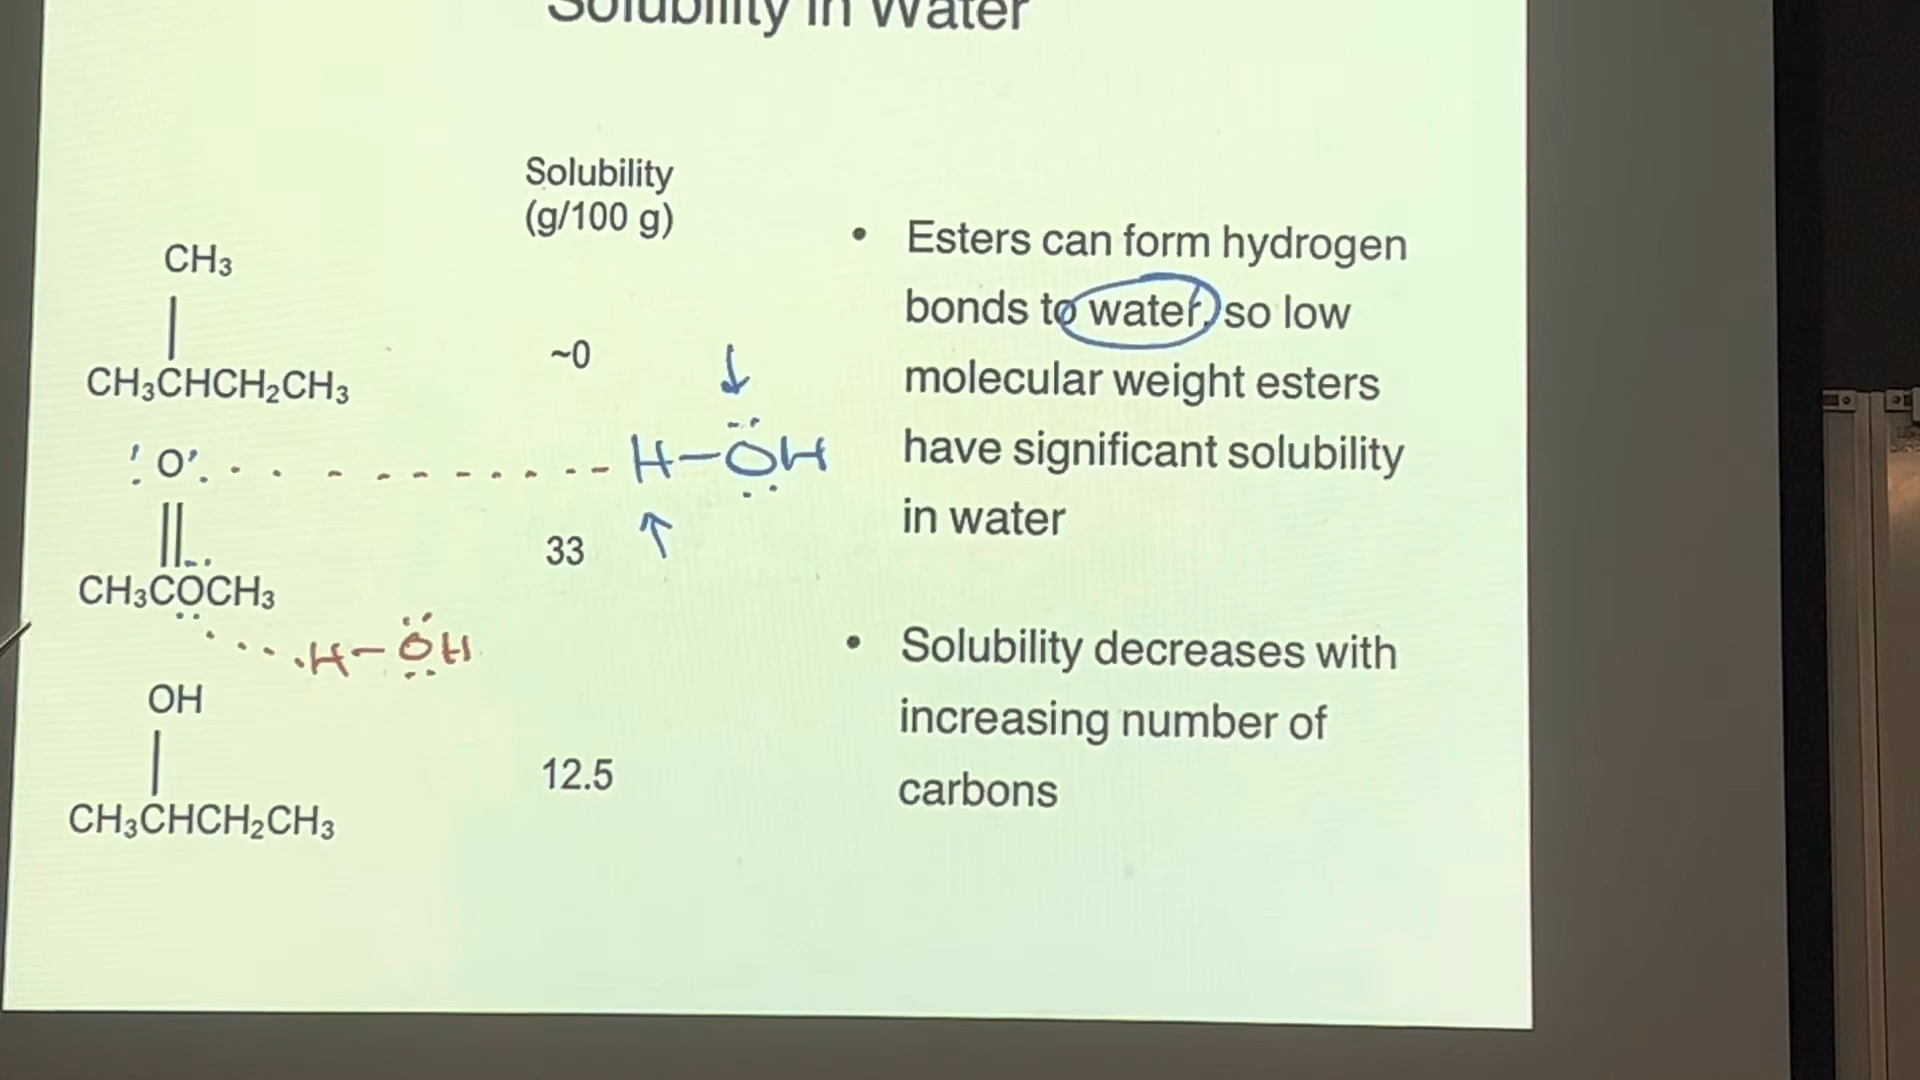 Solubility in Water
Solubility
(g/100 g)
CH₃
CH₃CHCH₂CH₃
~0
O
H-OH
CH₃COCH₃
33
H-OH
OH
CH₃CHCH₂CH₃
12.5
• Esters can form hydrogen
bonds to water, so low
molecular weight esters
have significant solubility
in water
• Solubility decreases with
increasing number of
carbons